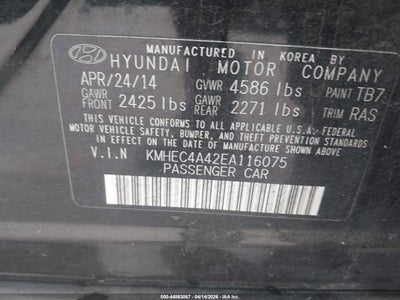 MANUFACTURED IN KOREA BY
HYUNDAI MOTOR COMPANY
APR/24/14 GVWR 4586 lbs PAINT TB7
GAWR FRONT 2425 lbs GAWR REAR 2271 lbs TRIM RAS
THIS VEHICLE CONFORMS TO ALL APPLICABLE U.S.A. FEDERAL
MOTOR VEHICLE SAFETY, BUMPER, AND THEFT PREVENTION
STANDARDS IN EFFECT ON THE DATE OF MANUFACTURE SHOWN ABOVE.
V.I.N KMHEC4A42EA116075
PASSENGER CAR